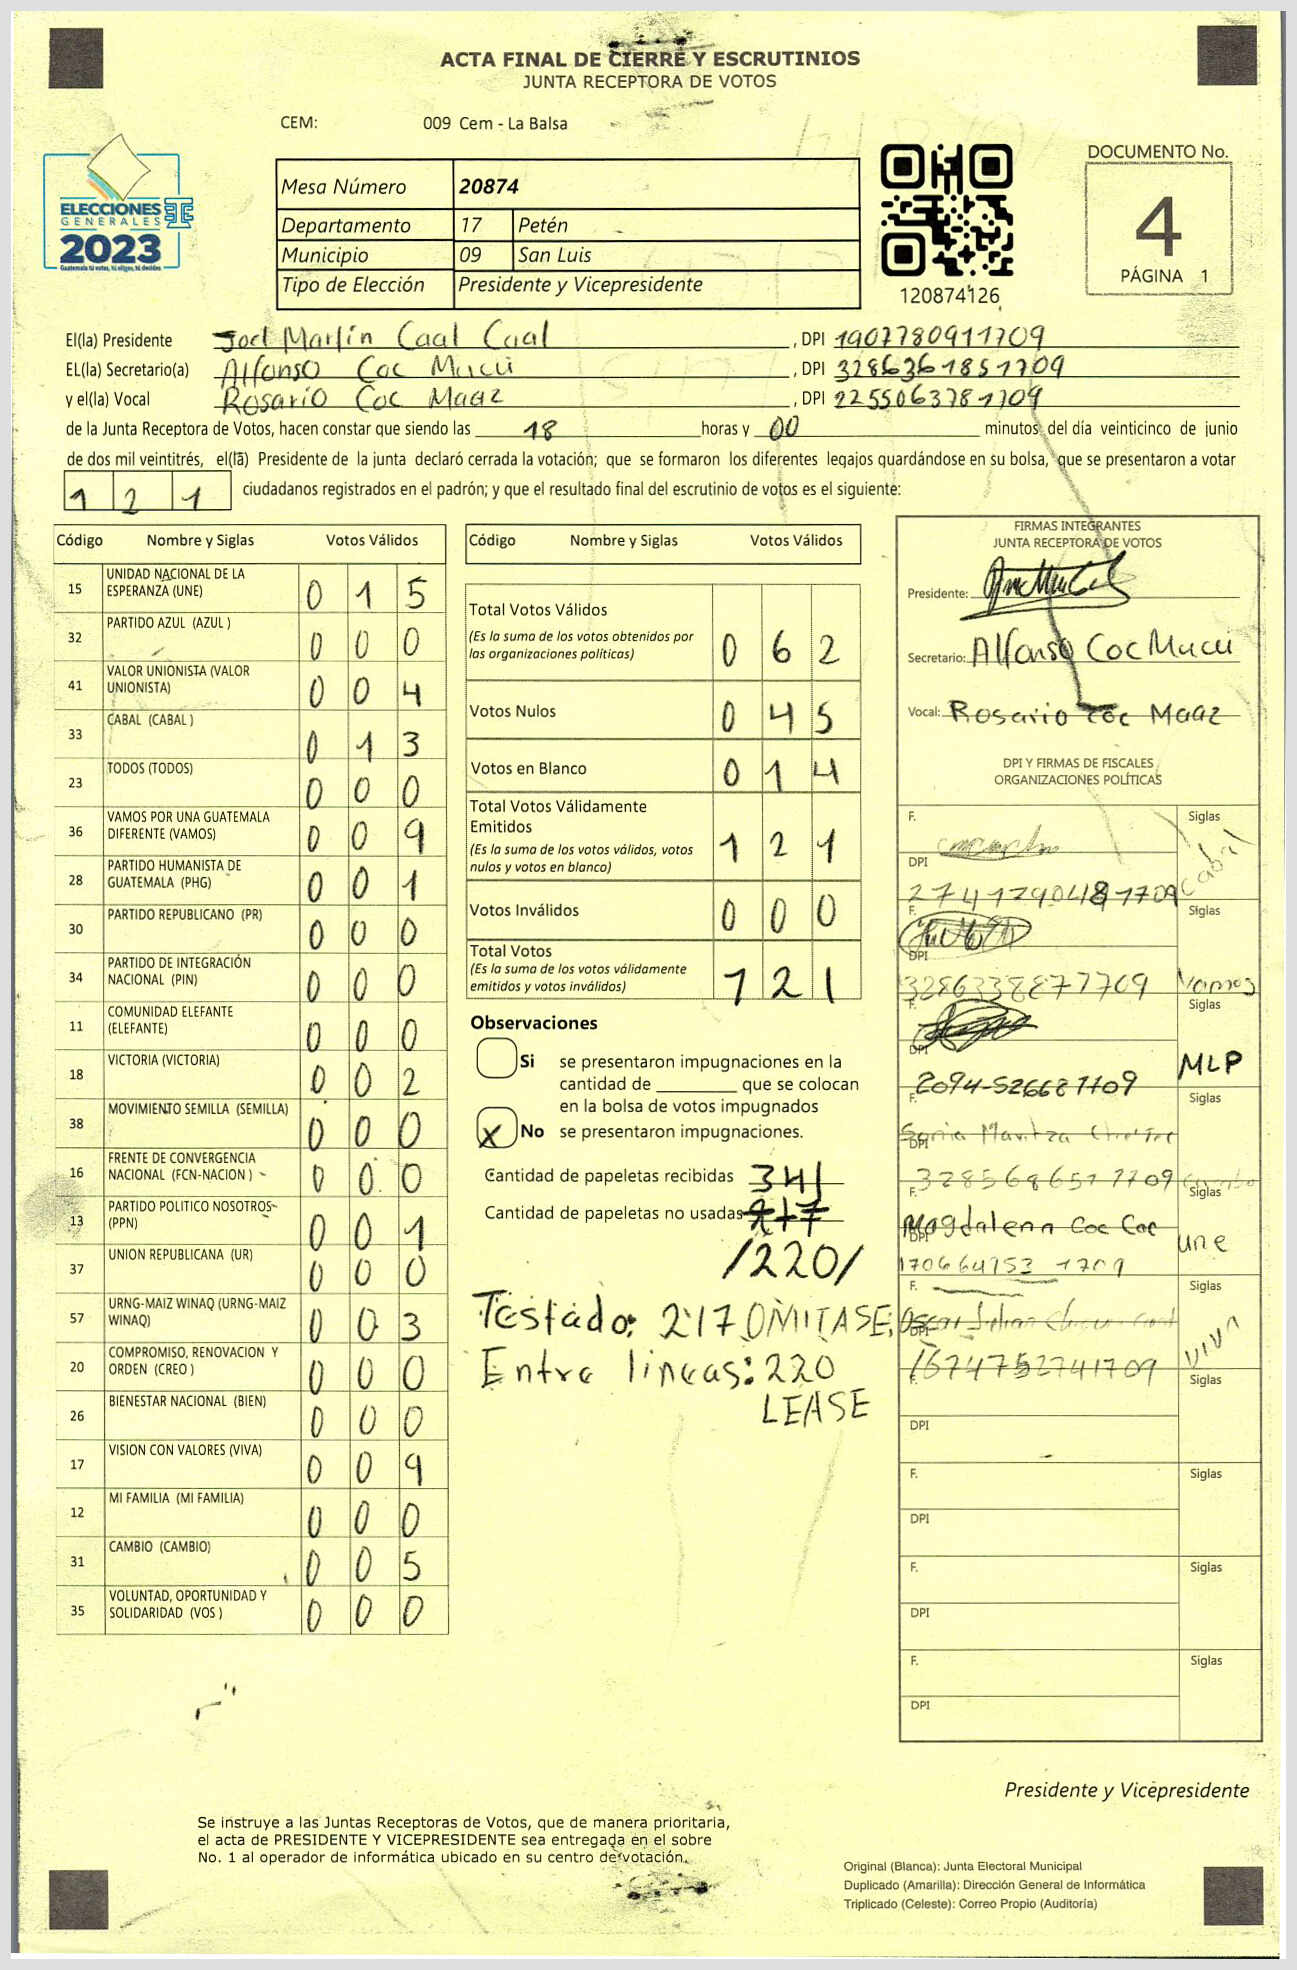 ACTA FINAL DE CIERRE Y ESCRUTINIOS
JUNTA RECEPTORA DE VOTOS
CEM: 009 Cem - La Balsa
ELECCIONES
GENERALES
2023
Guatemala tú votas, tú eliges, tú decides
Mesa Número 20874
Departamento 17 Petén
Municipio 09 San Luis
Tipo de Elección Presidente y Vicepresidente
120874126
DOCUMENTO No.
4
PÁGINA 1
El(la) Presidente Joel Marlín Caal Caal, DPI 1907780911709
EL(la) Secretario(a) Alfonso Coc Mucú, DPI 3286361851709
y el(la) Vocal Rosario Coc Maaz, DPI 2255063781709
de la Junta Receptora de Votos, hacen constar que siendo las 18 horas y 00 minutos del día veinticinco de junio
de dos mil veintitrés, el(la) Presidente de la junta declaró cerrada la votación; que se formaron los diferentes legajos quardándose en su bolsa, que se presentaron a votar
121 ciudadanos registrados en el padrón; y que el resultado final del escrutinio de votos es el siguiente:
Código Nombre y Siglas Votos Válidos
15 UNIDAD NACIONAL DE LA ESPERANZA (UNE) 0 1 5
32 PARTIDO AZUL (AZUL ) 0 0 0
41 VALOR UNIONISTA (VALOR UNIONISTA) 0 0 4
33 CABAL (CABAL ) 0 1 3
23 TODOS (TODOS) 0 0 0
36 VAMOS POR UNA GUATEMALA DIFERENTE (VAMOS) 0 0 9
28 PARTIDO HUMANISTA DE GUATEMALA (PHG) 0 0 1
30 PARTIDO REPUBLICANO (PR) 0 0 0
34 PARTIDO DE INTEGRACIÓN NACIONAL (PIN) 0 0 0
11 COMUNIDAD ELEFANTE (ELEFANTE) 0 0 0
18 VICTORIA (VICTORIA) 0 0 2
38 MOVIMIENTO SEMILLA (SEMILLA) 0 0 0
16 FRENTE DE CONVERGENCIA NACIONAL (FCN-NACION ) 0 0 0
13 PARTIDO POLITICO NOSOTROS (PPN) 0 0 1
37 UNION REPUBLICANA (UR) 0 0 0
57 URNG-MAIZ WINAQ (URNG-MAIZ WINAQ) 0 0 3
20 COMPROMISO, RENOVACION Y ORDEN (CREO ) 0 0 0
26 BIENESTAR NACIONAL (BIEN) 0 0 0
17 VISION CON VALORES (VIVA) 0 0 9
12 MI FAMILIA (MI FAMILIA) 0 0 0
31 CAMBIO (CAMBIO) 0 0 5
35 VOLUNTAD, OPORTUNIDAD Y SOLIDARIDAD (VOS ) 0 0 0
Código Nombre y Siglas Votos Válidos
Total Votos Válidos 0 6 2
(Es la suma de los votos obtenidos por
las organizaciones políticas)
Votos Nulos 0 4 5
Votos en Blanco 0 1 4
Total Votos Válidamente
Emitidos 1 2 1
(Es la suma de los votos válidos, votos
nulos y votos en blanco)
Votos Inválidos 0 0 0
Total Votos 1 2 1
(Es la suma de los votos válidamente
emitidos y votos inválidos)
Observaciones
Si se presentaron impugnaciones en la
cantidad de ________ que se colocan
en la bolsa de votos impugnados
X No se presentaron impugnaciones.
Cantidad de papeletas recibidas 341
Cantidad de papeletas no usadas 217
/220/
Testado: 217 OMITASE,
Entre lineas: 220
LEASE
FIRMAS INTEGRANTES
JUNTA RECEPTORA DE VOTOS
Presidente:
Secretario: Alfonso Coc Mucú
Vocal: Rosario Coc Maaz
DPI Y FIRMAS DE FISCALES
ORGANIZACIONES POLÍTICAS
F. Siglas
DPI
2741790481709 Cabal
F. Siglas
DPI
3286338877709 Vamos
F. Siglas
DPI MLP
2094-526681709
F. Siglas
DPI
3285686577709
F. Siglas
Magdalena Coc Coc
DPI une
170664253 1709
F. Siglas
DPI VIVA
1674752741709
F. Siglas
DPI
F. Siglas
DPI
F. Siglas
DPI
F. Siglas
DPI
Presidente y Vicepresidente
Se instruye a las Juntas Receptoras de Votos, que de manera prioritaria,
el acta de PRESIDENTE Y VICEPRESIDENTE sea entregada en el sobre
No. 1 al operador de informática ubicado en su centro de votación.
Original (Blanca): Junta Electoral Municipal
Duplicado (Amarilla): Dirección General de Informática
Triplicado (Celeste): Correo Propio (Auditoría)